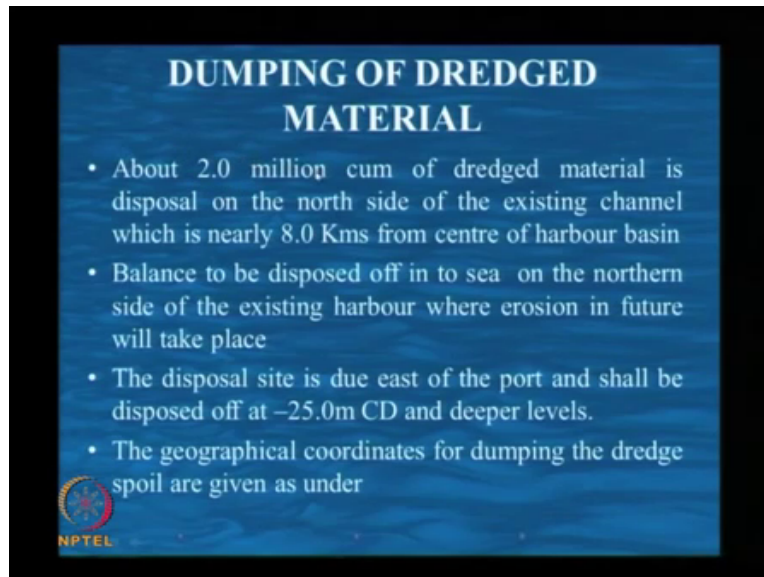 DUMPING OF DREDGED
MATERIAL
• About 2.0 million cum of dredged material is
disposal on the north side of the existing channel
which is nearly 8.0 Kms from centre of harbour basin
• Balance to be disposed off in to sea on the northern
side of the existing harbour where erosion in future
will take place
• The disposal site is due east of the port and shall be
disposed off at –25.0m CD and deeper levels.
• The geographical coordinates for dumping the dredge
spoil are given as under
NPTEL